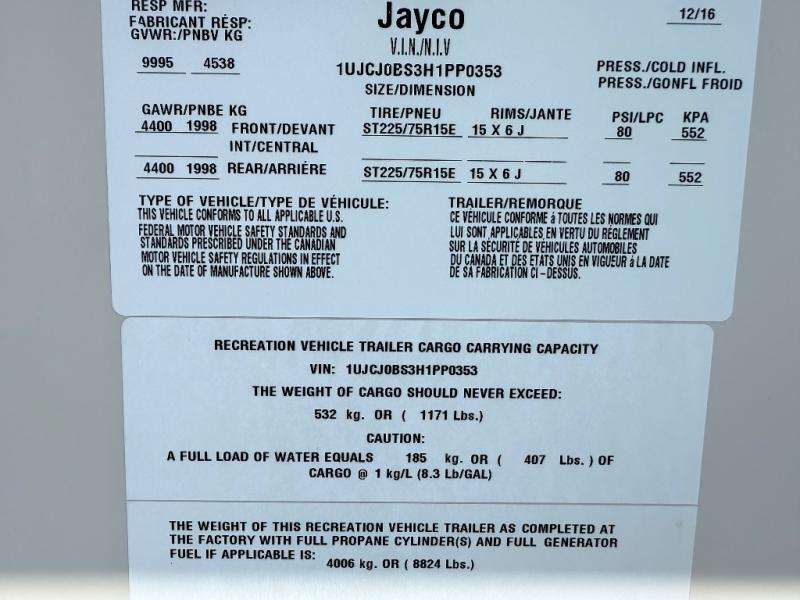 RESP MFR:
FABRICANT RESP:
Jayco
12/16
GVWR:/PNBV KG
V.I.N./N.I.V
9995 4538
1UJCJ0BS3H1PP0353
PRESS./COLD INFL.
SIZE/DIMENSION
PRESS./GONFL FROID
GAWR/PNBE KG TIRE/PNEU RIMS/JANTE PSI/LPC KPA
4400 1998 FRONT/DEVANT ST225/75R15E 15 X 6 J 80 552
INT/CENTRAL
4400 1998 REAR/ARRIÈRE ST225/75R15E 15 X 6 J 80 552
TYPE OF VEHICLE/TYPE DE VÉHICULE: TRAILER/REMORQUE
THIS VEHICLE CONFORMS TO ALL APPLICABLE U.S.
FEDERAL MOTOR VEHICLE SAFETY STANDARDS AND
STANDARDS PRESCRIBED UNDER THE CANADIAN
MOTOR VEHICLE SAFETY REGULATIONS IN EFFECT
ON THE DATE OF MANUFACTURE SHOWN ABOVE.
CE VÉHICULE CONFORME à TOUTES LES NORMES QUI
LUI SONT APPLICABLES EN VERTU DU RÈGLEMENT
SUR LA SÉCURITÉ DE VÉHICULES AUTOMOBILES
DU CANADA ET DES ÉTATS UNIS EN VIGUEUR à LA DATE
DE SA FABRICATION CI-DESSUS.
RECREATION VEHICLE TRAILER CARGO CARRYING CAPACITY
VIN: 1UJCJ0BS3H1PP0353
THE WEIGHT OF CARGO SHOULD NEVER EXCEED:
532 kg. OR ( 1171 Lbs.)
CAUTION:
A FULL LOAD OF WATER EQUALS 185 kg. OR ( 407 Lbs. ) OF
CARGO @ 1 kg/L (8.3 Lb/GAL)
THE WEIGHT OF THIS RECREATION VEHICLE TRAILER AS COMPLETED AT
THE FACTORY WITH FULL PROPANE CYLINDER(S) AND FULL GENERATOR
FUEL IF APPLICABLE IS:
4006 kg. OR ( 8824 Lbs.)